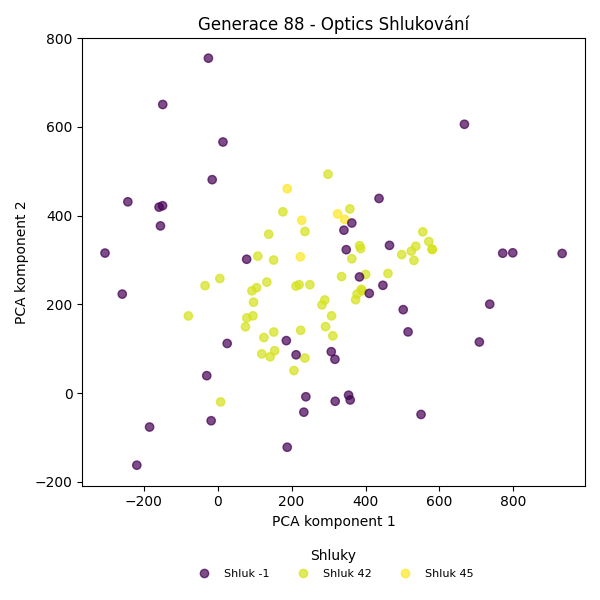 Generace 88 - Optics Shlukování
800
600
400
200
0
−200
PCA komponent 2
−200 0 200 400 600 800
PCA komponent 1
Shluky
Shluk -1 Shluk 42 Shluk 45